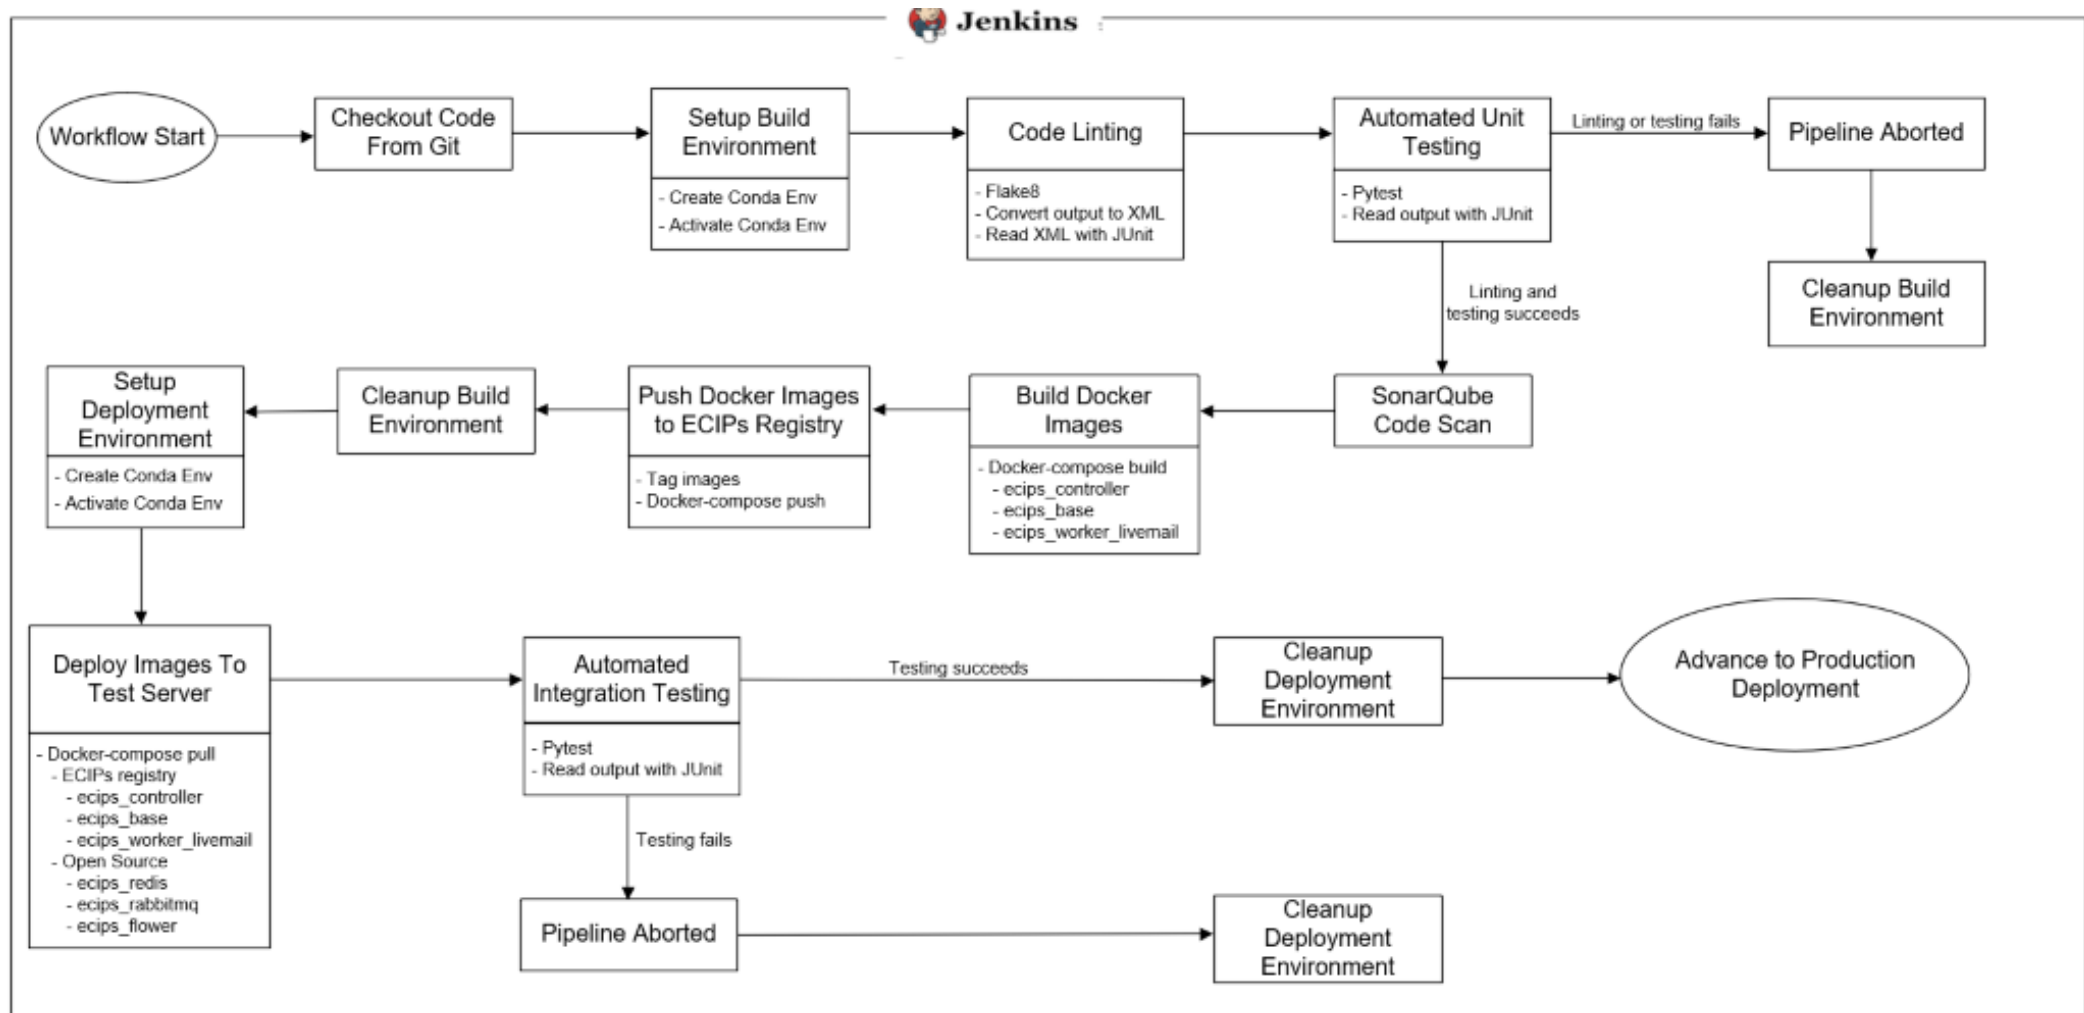 Jenkins
Workflow Start
Checkout Code
From Git
Setup Build
Environment
- Create Conda Env
- Activate Conda Env
Code Linting
- Flake8
- Convert output to XML
- Read XML with JUnit
Automated Unit
Testing
- Pytest
- Read output with JUnit
Linting or testing fails
Pipeline Aborted
Cleanup Build
Environment
Linting and
testing succeeds
SonarQube
Code Scan
Build Docker
Images
- Docker-compose build
- ecips_controller
- ecips_base
- ecips_worker_livemail
Push Docker Images
to ECIPs Registry
- Tag images
- Docker-compose push
Cleanup Build
Environment
Setup
Deployment
Environment
- Create Conda Env
- Activate Conda Env
Deploy Images To
Test Server
- Docker-compose pull
- ECIPs registry
- ecips_controller
- ecips_base
- ecips_worker_livemail
- Open Source
- ecips_redis
- ecips_rabbitmq
- ecips_flower
Automated
Integration Testing
- Pytest
- Read output with JUnit
Testing succeeds
Cleanup
Deployment
Environment
Advance to Production
Deployment
Testing fails
Pipeline Aborted
Cleanup
Deployment
Environment